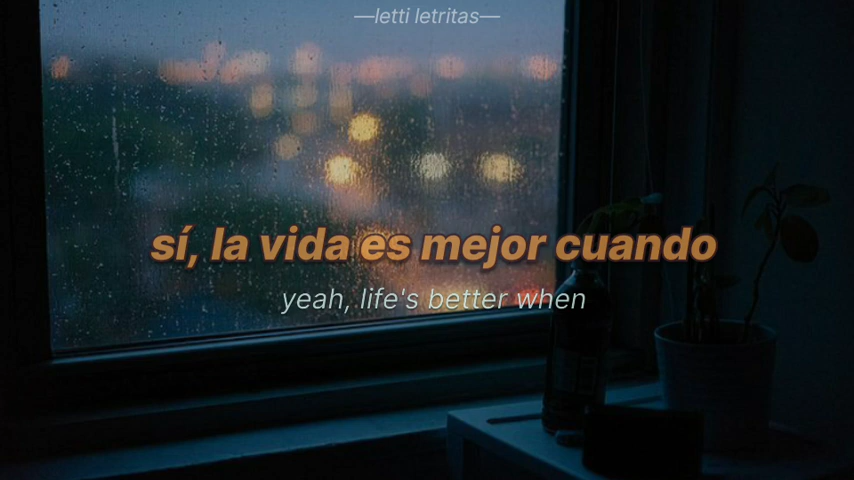 —letti letritas—
sí, la vida es mejor cuando
yeah, life's better when